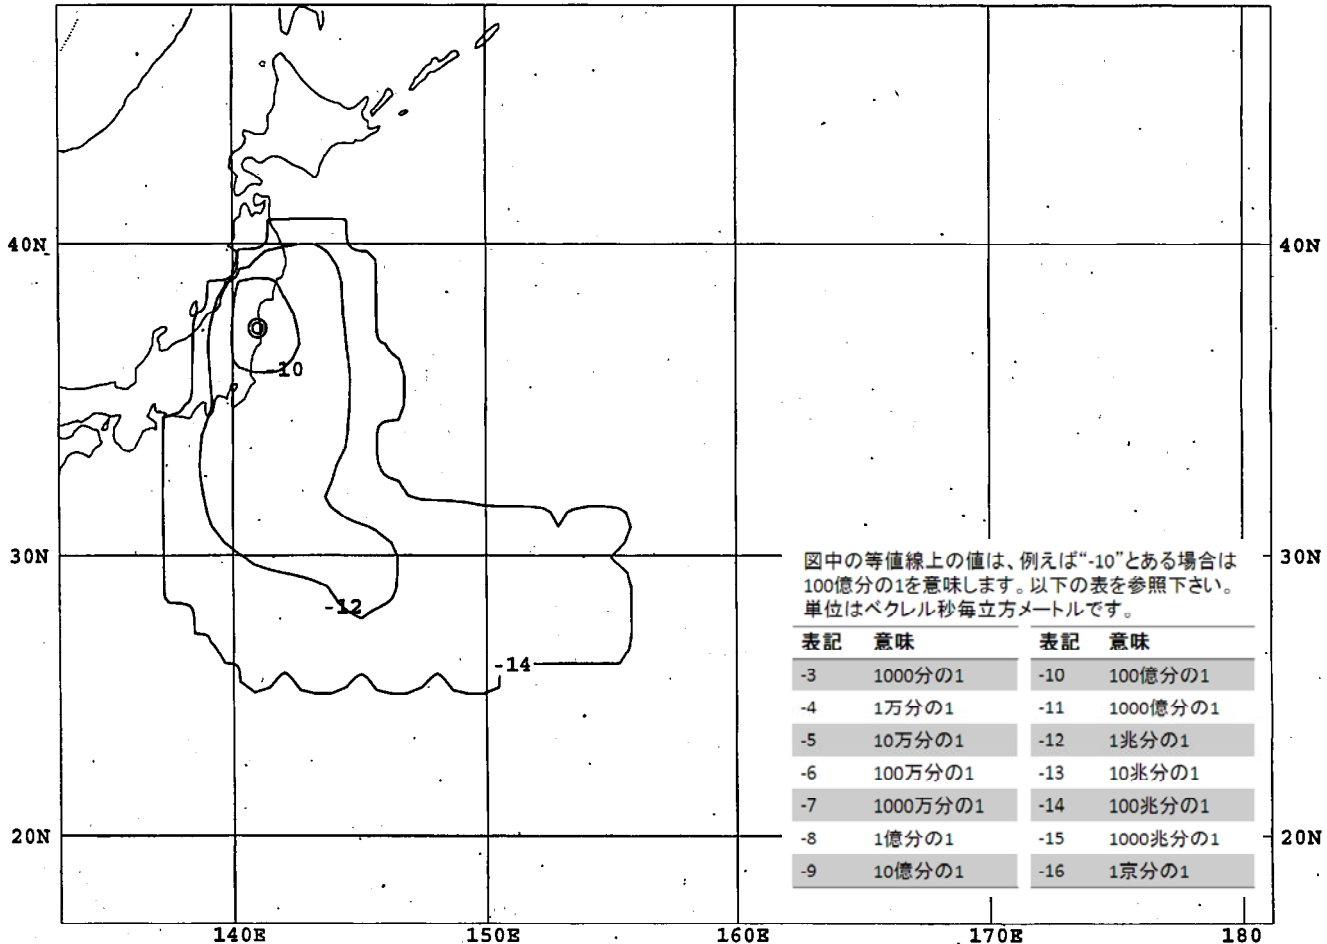 40N
40N
-10
30N
30N
-12
-14
20N
20N
140E
150E
160E
170E
180
図中の等値線上の値は、例えば“-10”とある場合は
100億分の1を意味します。以下の表を参照下さい。
単位はベクレル秒毎立方メートルです。
表記 意味 表記 意味
-3 1000分の1 -10 100億分の1
-4 1万分の1 -11 1000億分の1
-5 10万分の1 -12 1兆分の1
-6 100万分の1 -13 10兆分の1
-7 1000万分の1 -14 100兆分の1
-8 1億分の1 -15 1000兆分の1
-9 10億分の1 -16 1京分の1